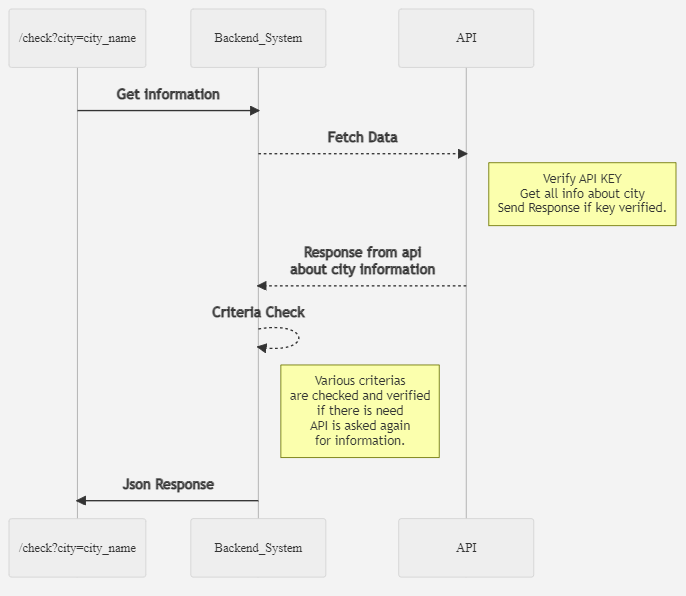 /check?city=city_name
Backend_System
API
Get information
Fetch Data
Verify API KEY
Get all info about city
Send Response if key verified.
Response from api
about city information
Criteria Check
Various criterias
are checked and verified
if there is need
API is asked again
for information.
Json Response
/check?city=city_name
Backend_System
API